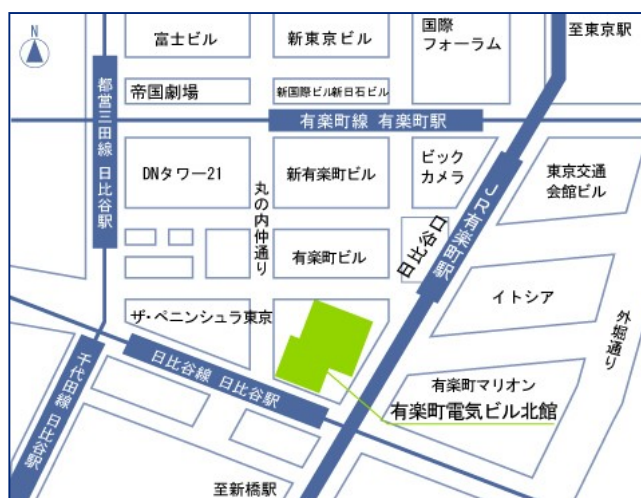 N
富士ビル
新東京ビル
国際
フォーラム
至東京駅
都営三田線 日比谷駅
帝国劇場
新国際ビル新日石ビル
有楽町線 有楽町駅
DNタワー21
丸の内仲通り
新有楽町ビル
ビック
カメラ
JR有楽町駅
東京交通
会館ビル
日比谷口
有楽町ビル
イトシア
ザ・ペニンシュラ東京
外堀通り
日比谷線 日比谷駅
千代田線 日比谷駅
有楽町マリオン
有楽町電気ビル北館
至新橋駅